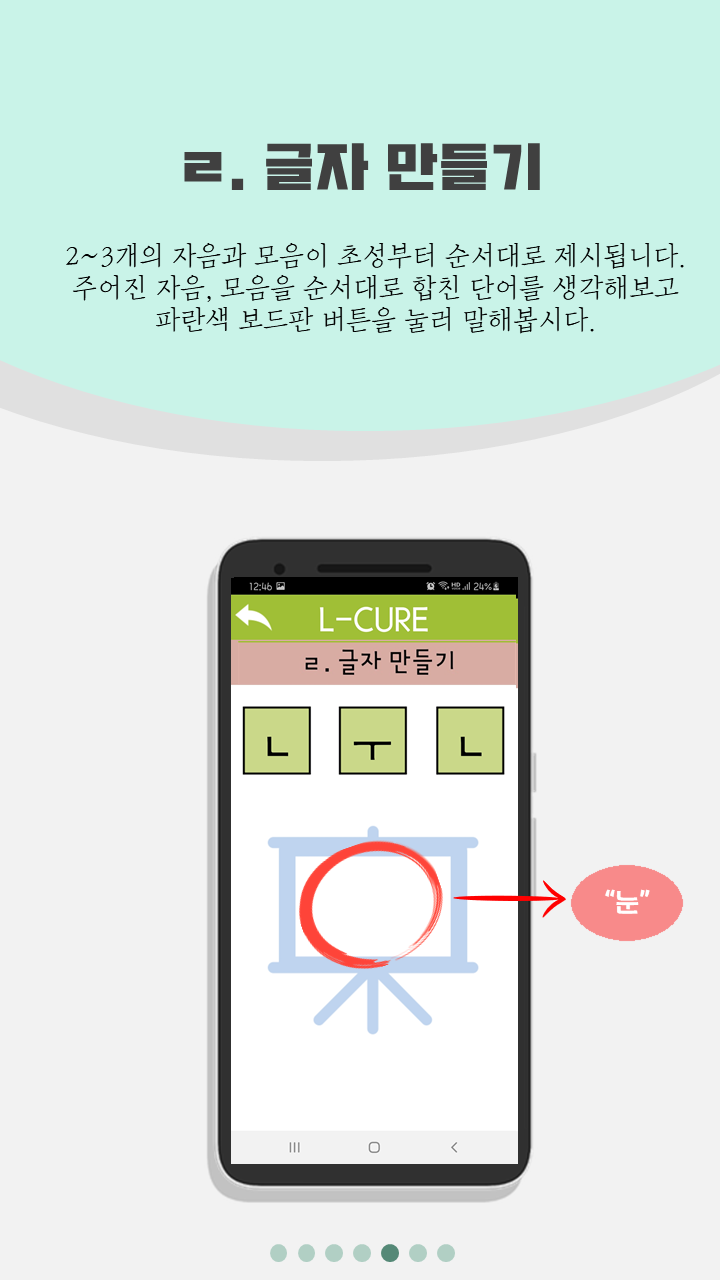 ㄹ. 글자 만들기
2~3개의 자음과 모음이 초성부터 순서대로 제시됩니다.
주어진 자음, 모음을 순서대로 합친 단어를 생각해보고
파란색 보드판 버튼을 눌러 말해봅시다.
12:46 HD 24%
L-CURE
ㄹ. 글자 만들기
ㄴ ㅜ ㄴ
“눈”